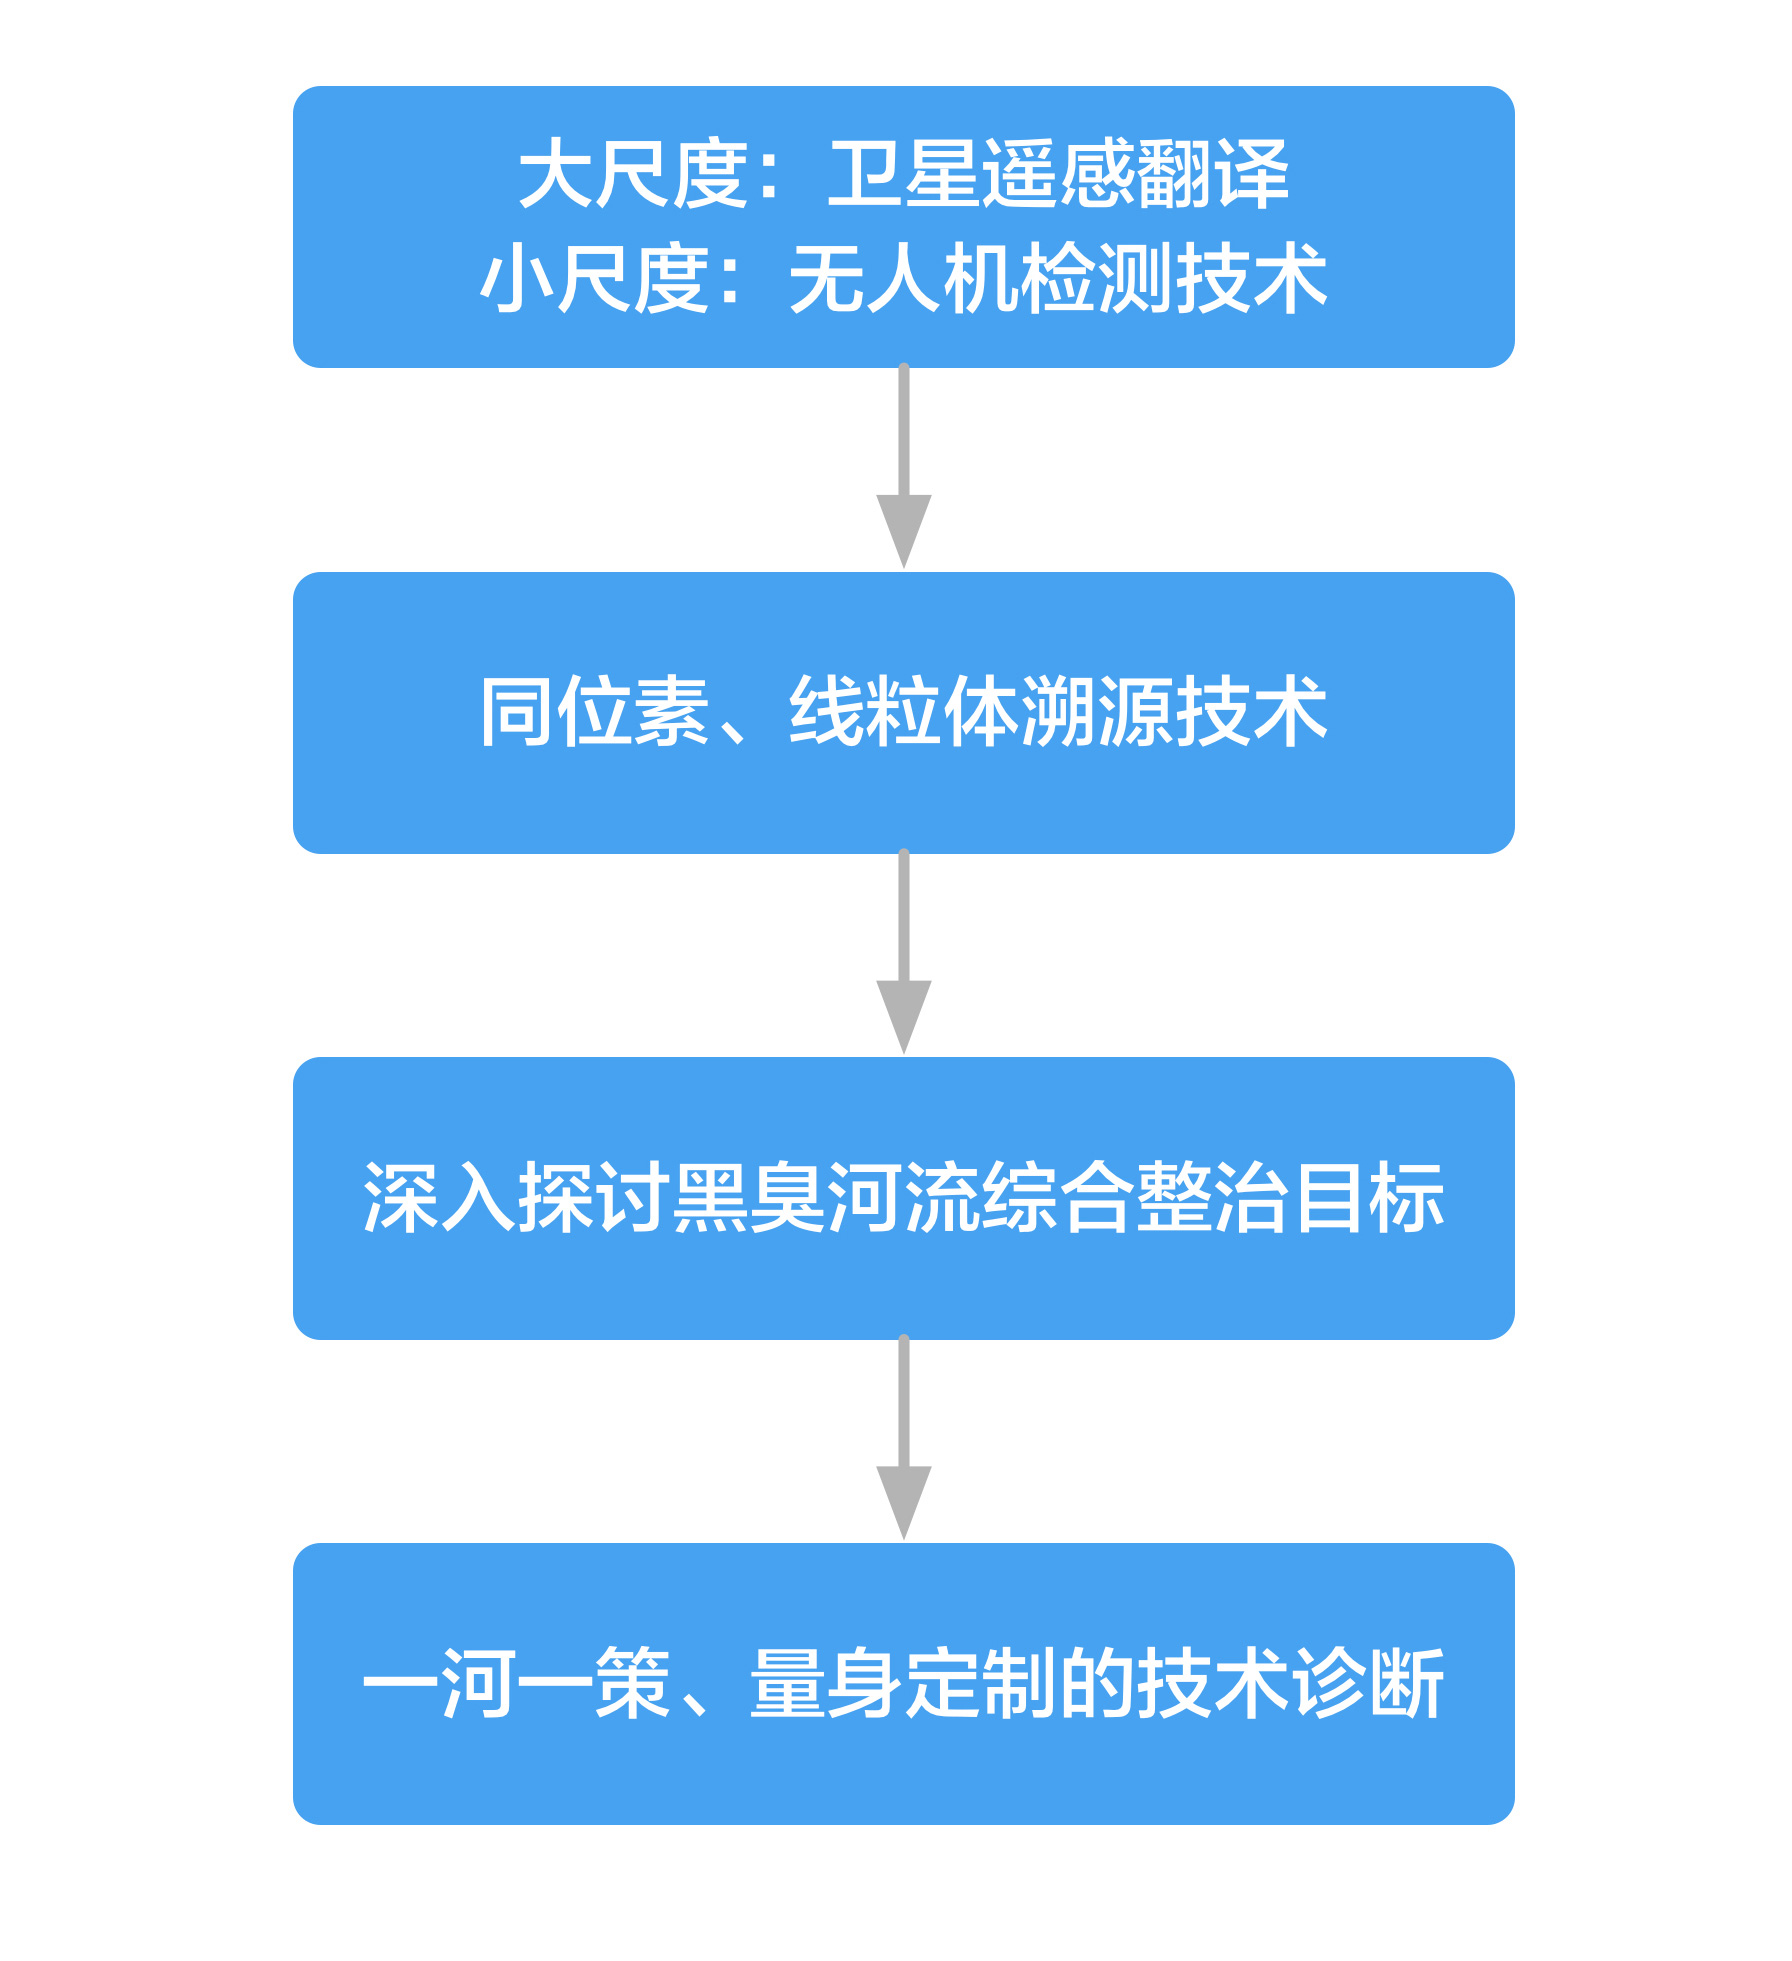 大尺度：卫星遥感翻译
小尺度：无人机检测技术
同位素、线粒体溯源技术
深入探讨黑臭河流综合整治目标
一河一策、量身定制的技术诊断